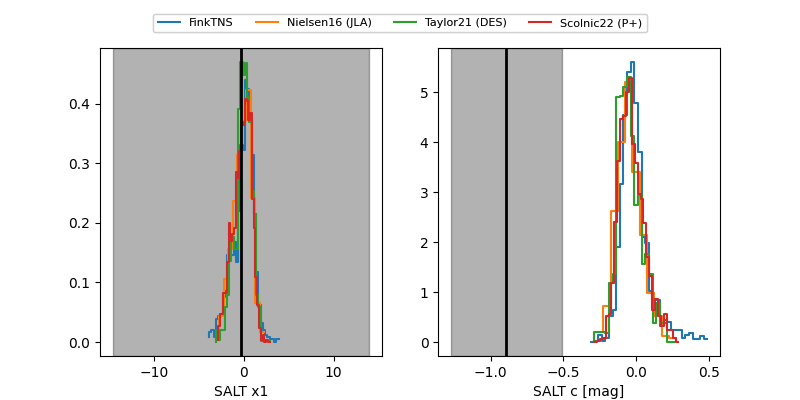 FinkTNS Nielsen16 (JLA) Taylor21 (DES) Scolnic22 (P+)
0.4
0.3
0.2
0.1
0.0
−10 0 10
SALT x1
5
4
3
2
1
0
−1.0 −0.5 0.0 0.5
SALT c [mag]